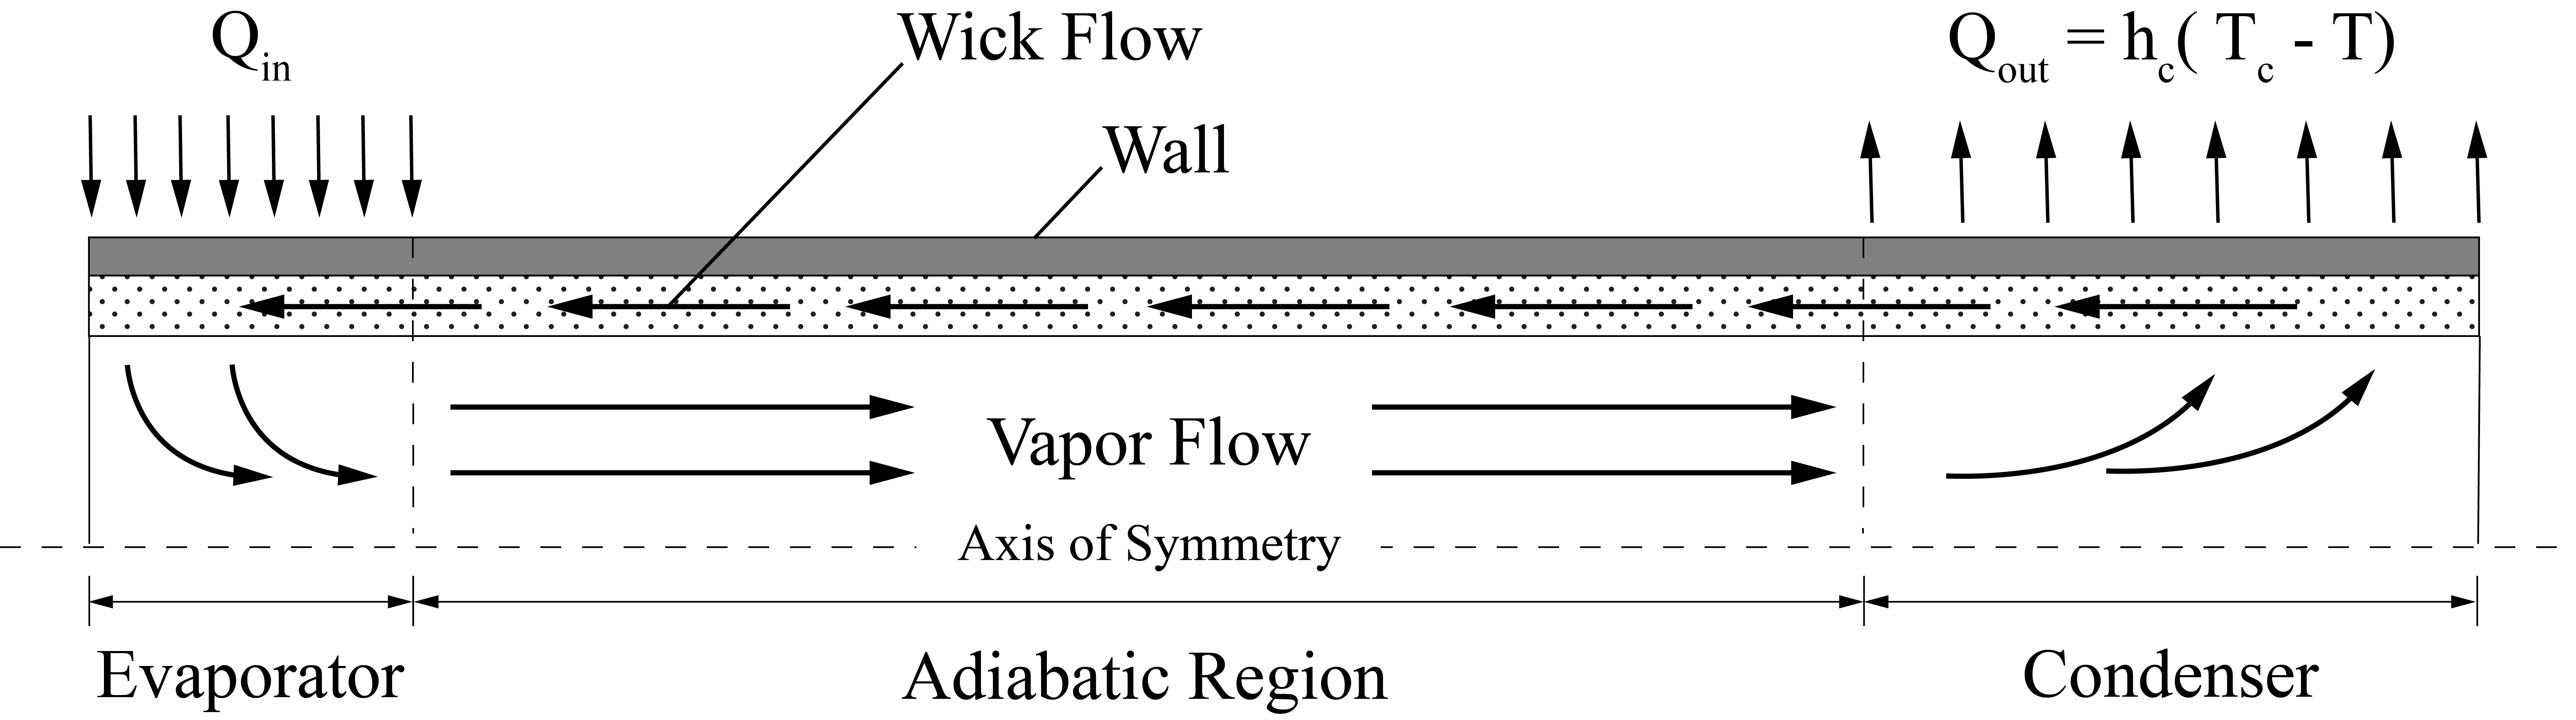 Q_in
Wick Flow
Q_out = h_c( T_c - T)
Wall
Vapor Flow
Axis of Symmetry
Evaporator
Adiabatic Region
Condenser